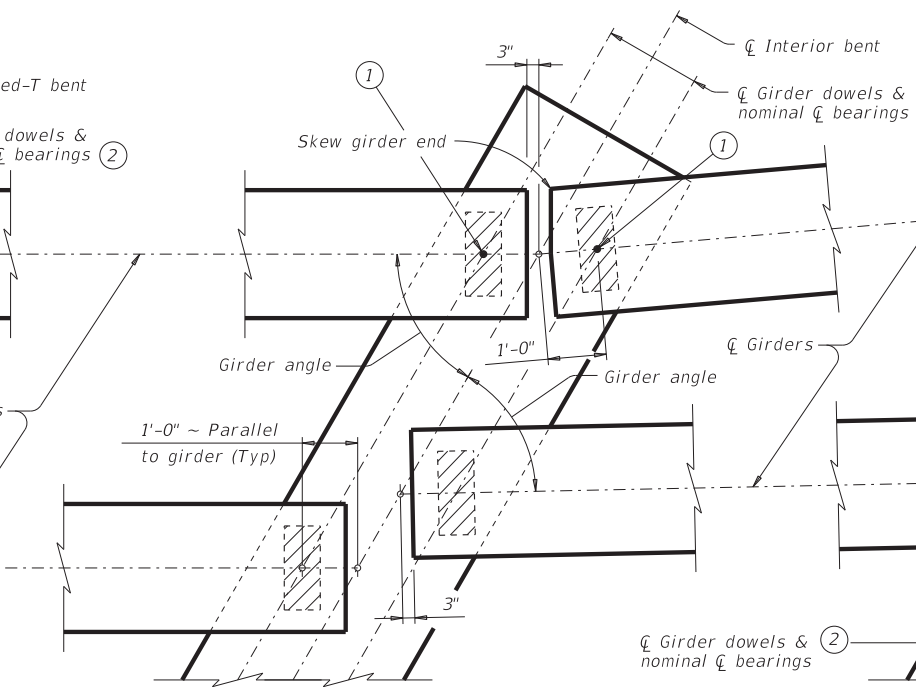 ℄ Interior bent
3"
1
ed-T bent
℄ Girder dowels &
nominal ℄ bearings
dowels &
℄ bearings 2
Skew girder end
1
1'-0"
℄ Girders
Girder angle
Girder angle
s
1'-0" ~ Parallel
to girder (Typ)
3"
℄ Girder dowels & 2
nominal ℄ bearings